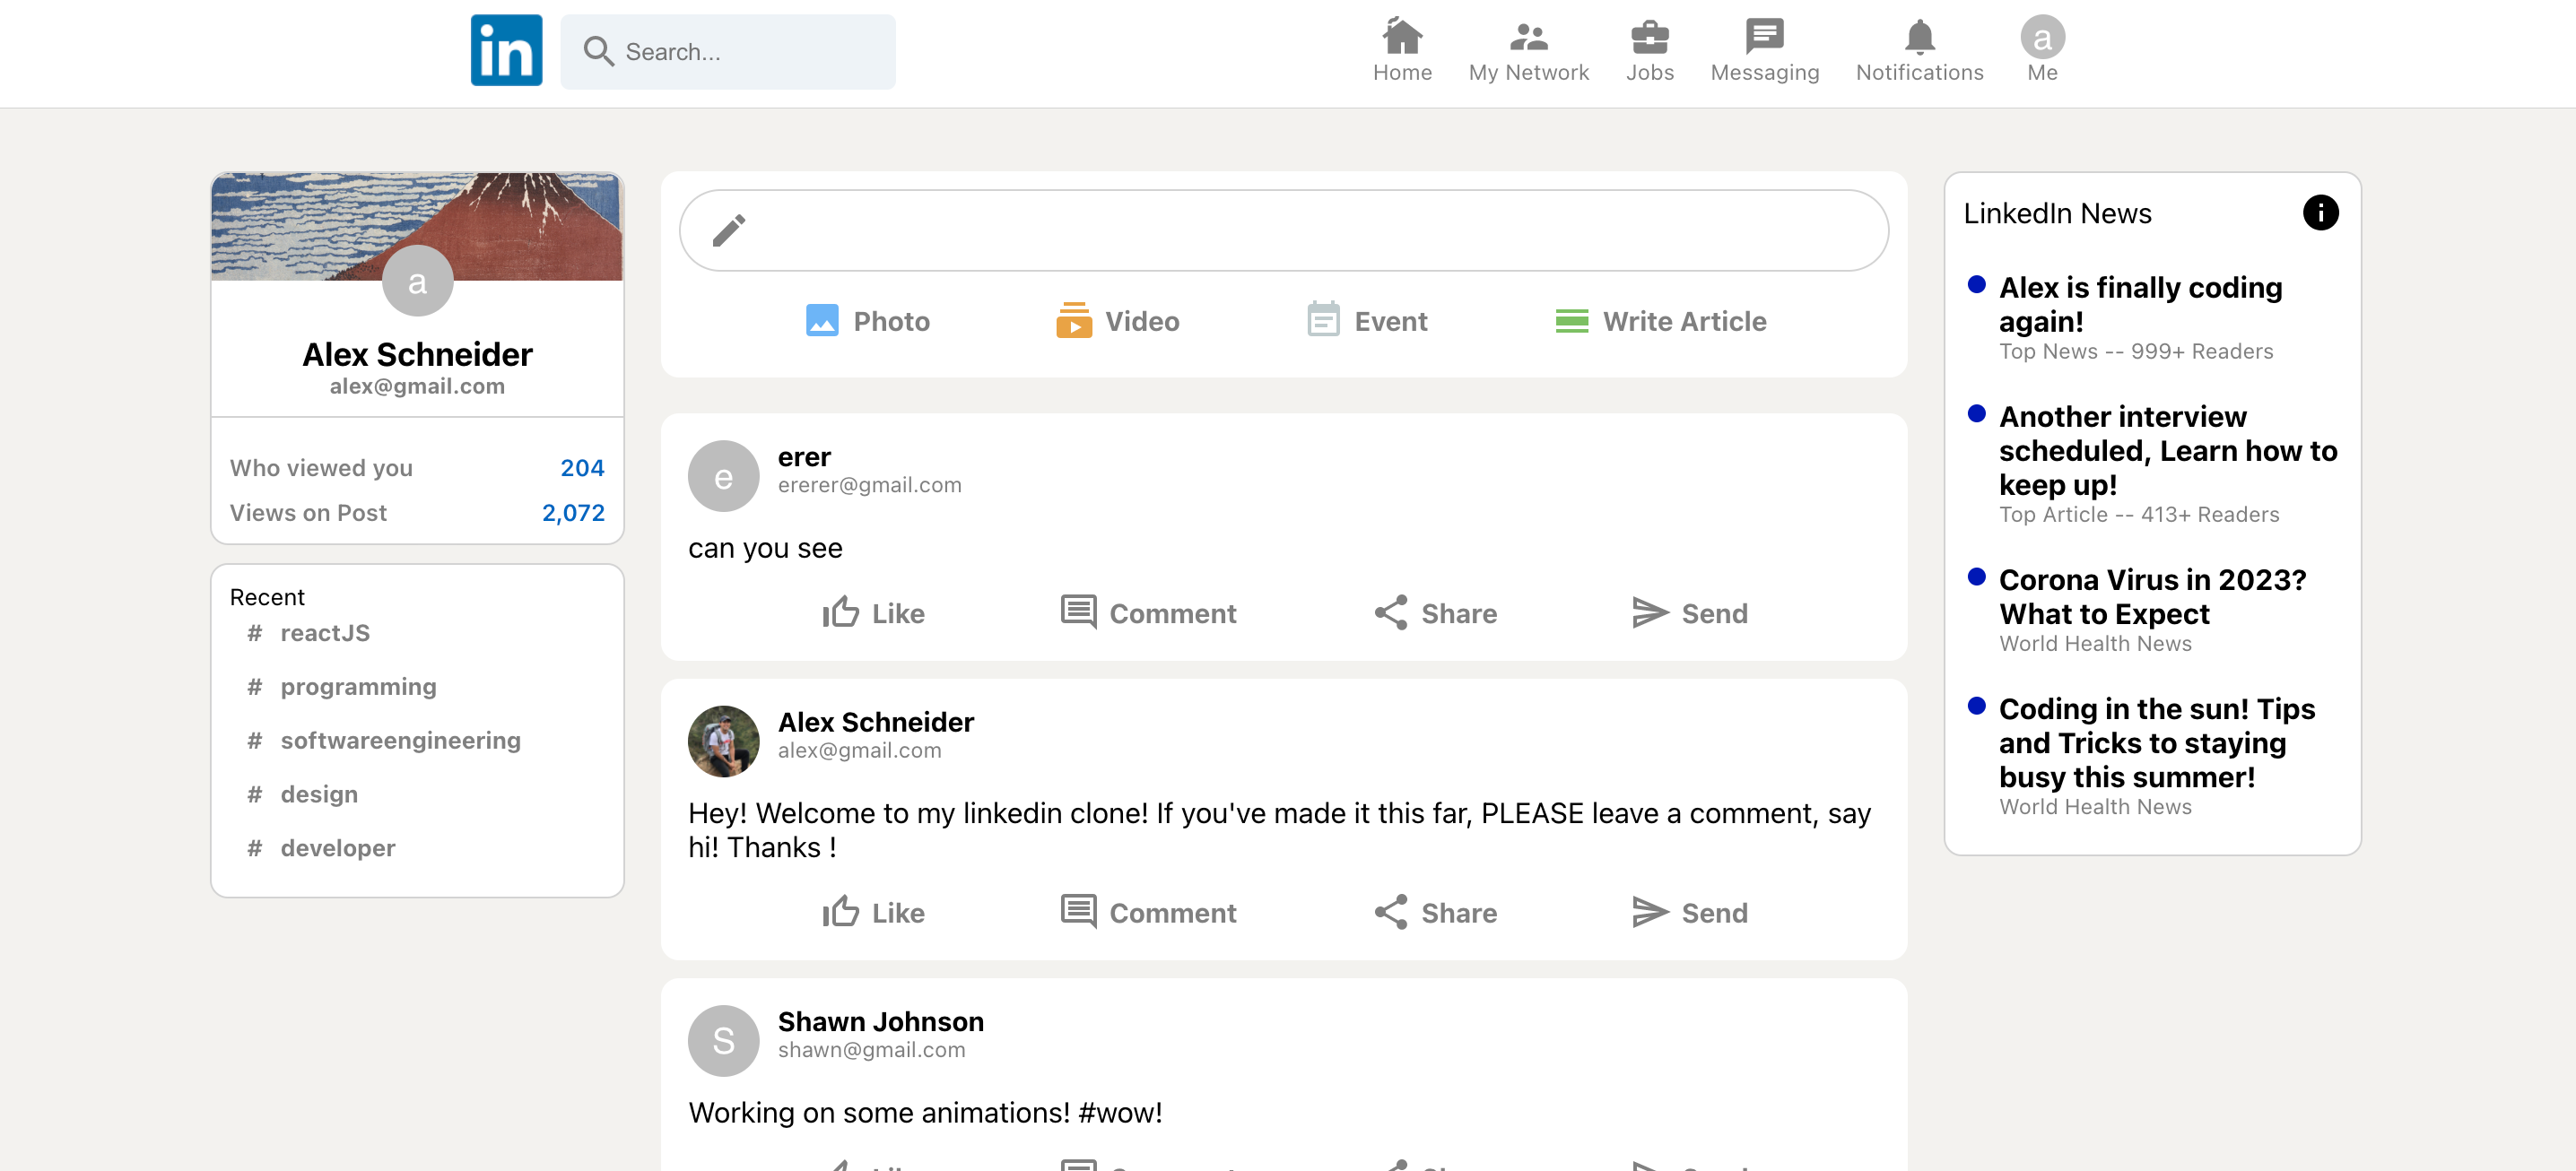 in
Search...
Home
My Network
Jobs
Messaging
Notifications
a
Me
a
Alex Schneider
alex@gmail.com
Who viewed you 204
Views on Post 2,072
Recent
# reactJS
# programming
# softwareengineering
# design
# developer
Photo
Video
Event
Write Article
e
erer
ererer@gmail.com
can you see
Like
Comment
Share
Send
Alex Schneider
alex@gmail.com
Hey! Welcome to my linkedin clone! If you've made it this far, PLEASE leave a comment, say
hi! Thanks !
Like
Comment
Share
Send
S
Shawn Johnson
shawn@gmail.com
Working on some animations! #wow!
LinkedIn News
i
Alex is finally coding
again!
Top News -- 999+ Readers
Another interview
scheduled, Learn how to
keep up!
Top Article -- 413+ Readers
Corona Virus in 2023?
What to Expect
World Health News
Coding in the sun! Tips
and Tricks to staying
busy this summer!
World Health News